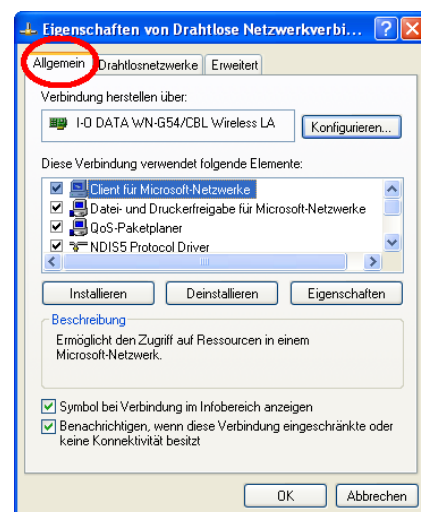 Eigenschaften von Drahtlose Netzwerkverbi...
Allgemein Drahtlosnetzwerke Erweitert
Verbindung herstellen über:
I-O DATA WN-G54/CBL Wireless LA Konfigurieren...
Diese Verbindung verwendet folgende Elemente:
Client für Microsoft-Netzwerke
Datei- und Druckerfreigabe für Microsoft-Netzwerke
QoS-Paketplaner
NDIS5 Protocol Driver
Installieren Deinstallieren Eigenschaften
Beschreibung
Ermöglicht den Zugriff auf Ressourcen in einem
Microsoft-Netzwerk.
Symbol bei Verbindung im Infobereich anzeigen
Benachrichtigen, wenn diese Verbindung eingeschränkte oder
keine Konnektivität besitzt
OK Abbrechen